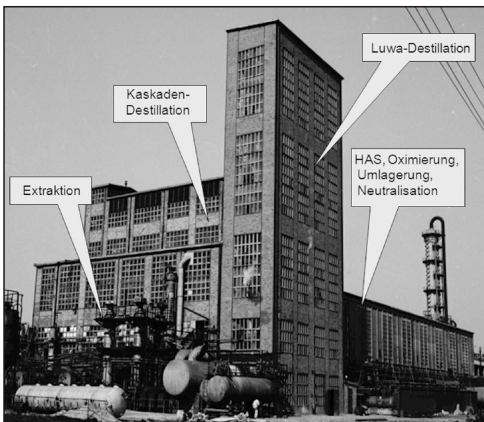 Luwa-Destillation
Kaskaden-
Destillation
HAS, Oximierung,
Umlagerung,
Neutralisation
Extraktion